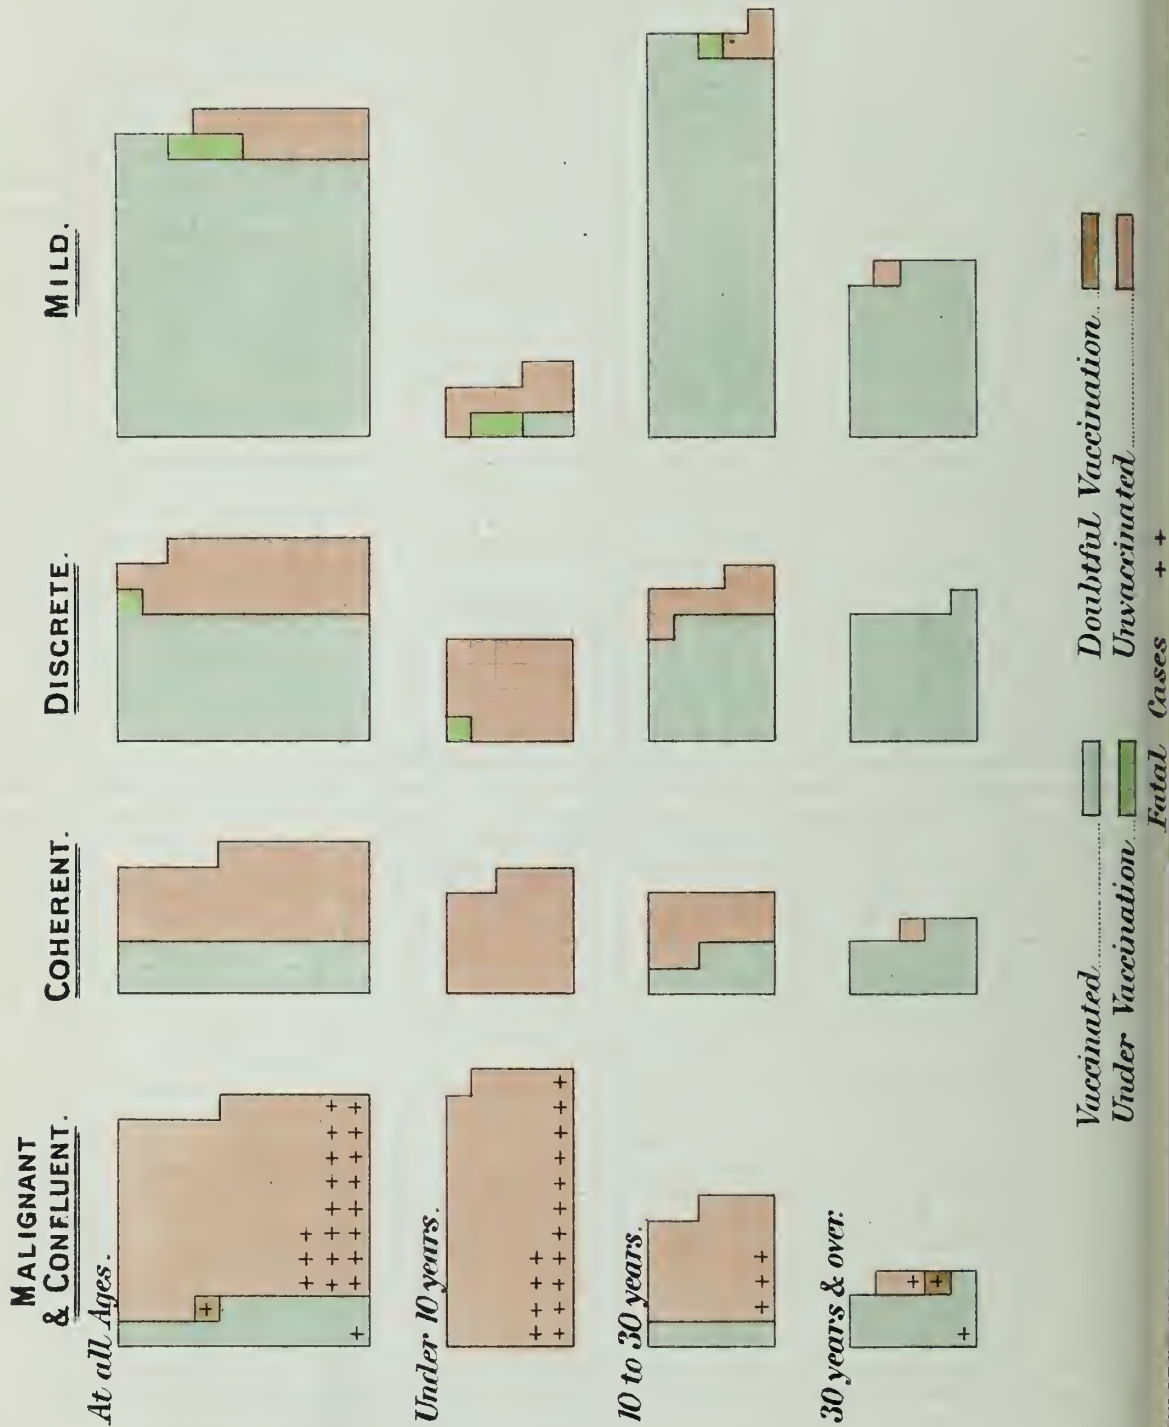 MALIGNANT
& CONFLUENT.
COHERENT.
DISCRETE.
MILD.
At all Ages.
Under 10 years.
10 to 30 years.
30 years & over.
Vaccinated
Under Vaccination
Doubtful Vaccination
Unvaccinated
Fatal Cases + +